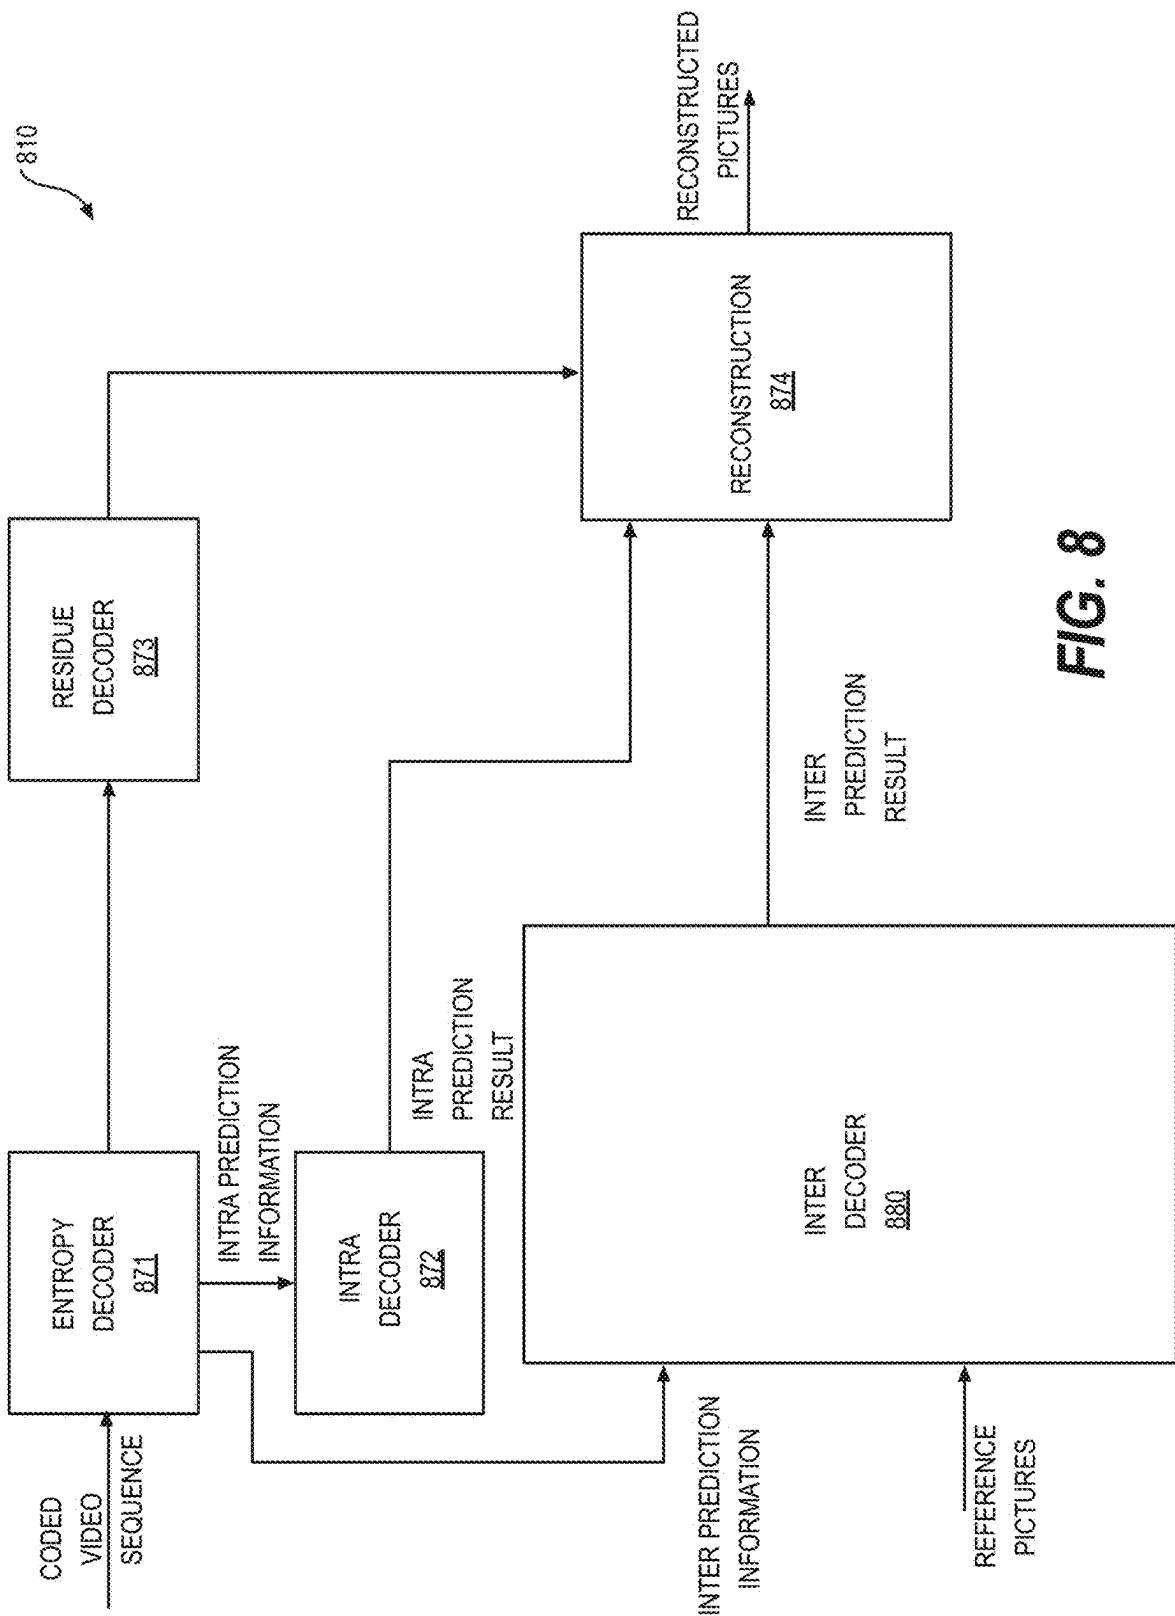 810
CODED
VIDEO
SEQUENCE
ENTROPY
DECODER
871
RESIDUE
DECODER
873
INTRA PREDICTION
INFORMATION
INTRA
DECODER
872
INTRA
PREDICTION
RESULT
RECONSTRUCTION
874
RECONSTRUCTED
PICTURES
INTER PREDICTION
INFORMATION
REFERENCE
PICTURES
INTER
DECODER
880
INTER
PREDICTION
RESULT
FIG. 8